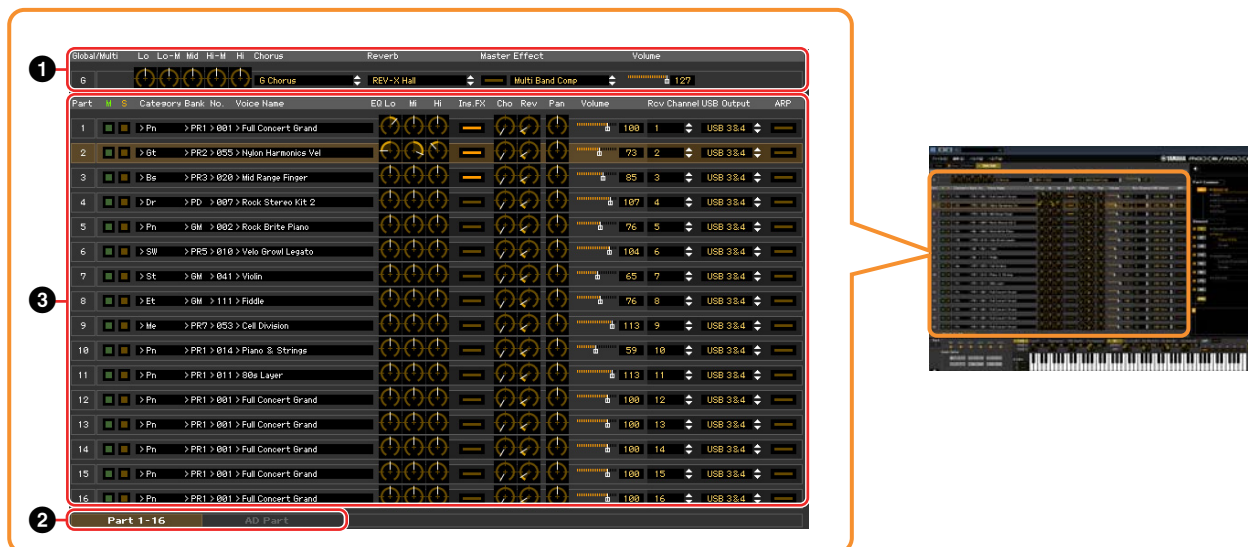 Global/Multi Lo Lo-M Mid Hi-M Hi Chorus Reverb Master Effect Volume
1
G G Chorus REV-X Hall Multi Band Comp 127
Part M S Category Bank No. Voice Name EQ Lo Mi Hi Ins.FX Cho Rev Pan Volume Rcv Channel USB Output ARP
1 > Pn > PR1 > 001 > Full Concert Grand 100 1 USB 3&4
2 > Gt > PR2 > 055 > Nylon Harmonics Vel 73 2 USB 3&4
3 > Bs > PR3 > 020 > Mid Range Finger 85 3 USB 3&4
4 > Dr > PD > 007 > Rock Stereo Kit 2 107 4 USB 3&4
5 > Pn > GM > 002 > Rock Brite Piano 76 5 USB 3&4
6 > SW > PR5 > 010 > Velo Growl Legato 104 6 USB 3&4
7 > St > GM > 041 > Violin 65 7 USB 3&4
3
8 > Et > GM > 111 > Fiddle 76 8 USB 3&4
9 > Me > PR7 > 053 > Cell Division 113 9 USB 3&4
10 > Pn > PR1 > 014 > Piano & Strings 59 10 USB 3&4
11 > Pn > PR1 > 011 > 80s Layer 113 11 USB 3&4
12 > Pn > PR1 > 001 > Full Concert Grand 100 12 USB 3&4
13 > Pn > PR1 > 001 > Full Concert Grand 100 13 USB 3&4
14 > Pn > PR1 > 001 > Full Concert Grand 100 14 USB 3&4
15 > Pn > PR1 > 001 > Full Concert Grand 100 15 USB 3&4
16 > Pn > PR1 > 001 > Full Concert Grand 100 16 USB 3&4
2
Part 1-16 AD Part
YAMAHA